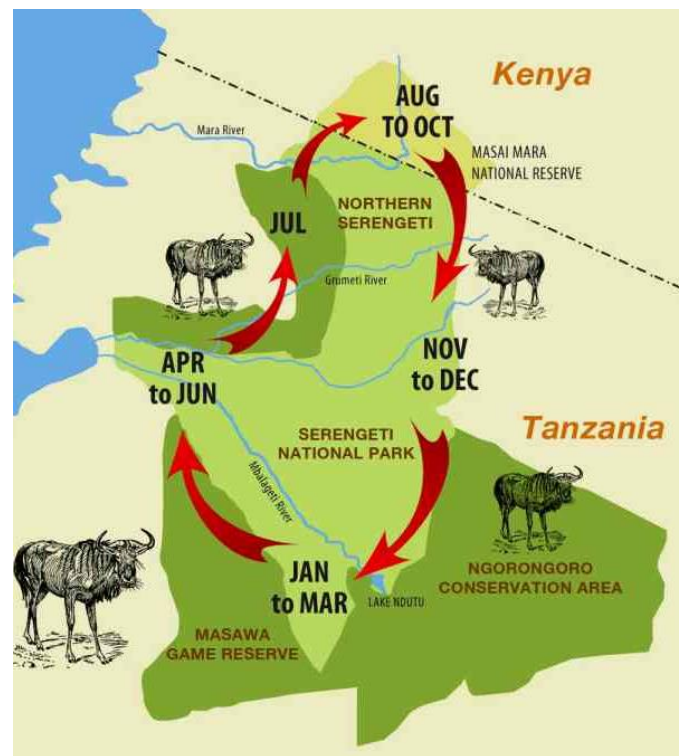 Kenya
AUG
TO OCT
Mara River
MASAI MARA
NATIONAL RESERVE
NORTHERN
SERENGETI
JUL
Grumeti River
APR
to JUN
NOV
to DEC
Tanzania
SERENGETI
NATIONAL PARK
Mbalageti River
JAN
to MAR
LAKE NDUTU
NGORONGORO
CONSERVATION AREA
MASAWA
GAME RESERVE